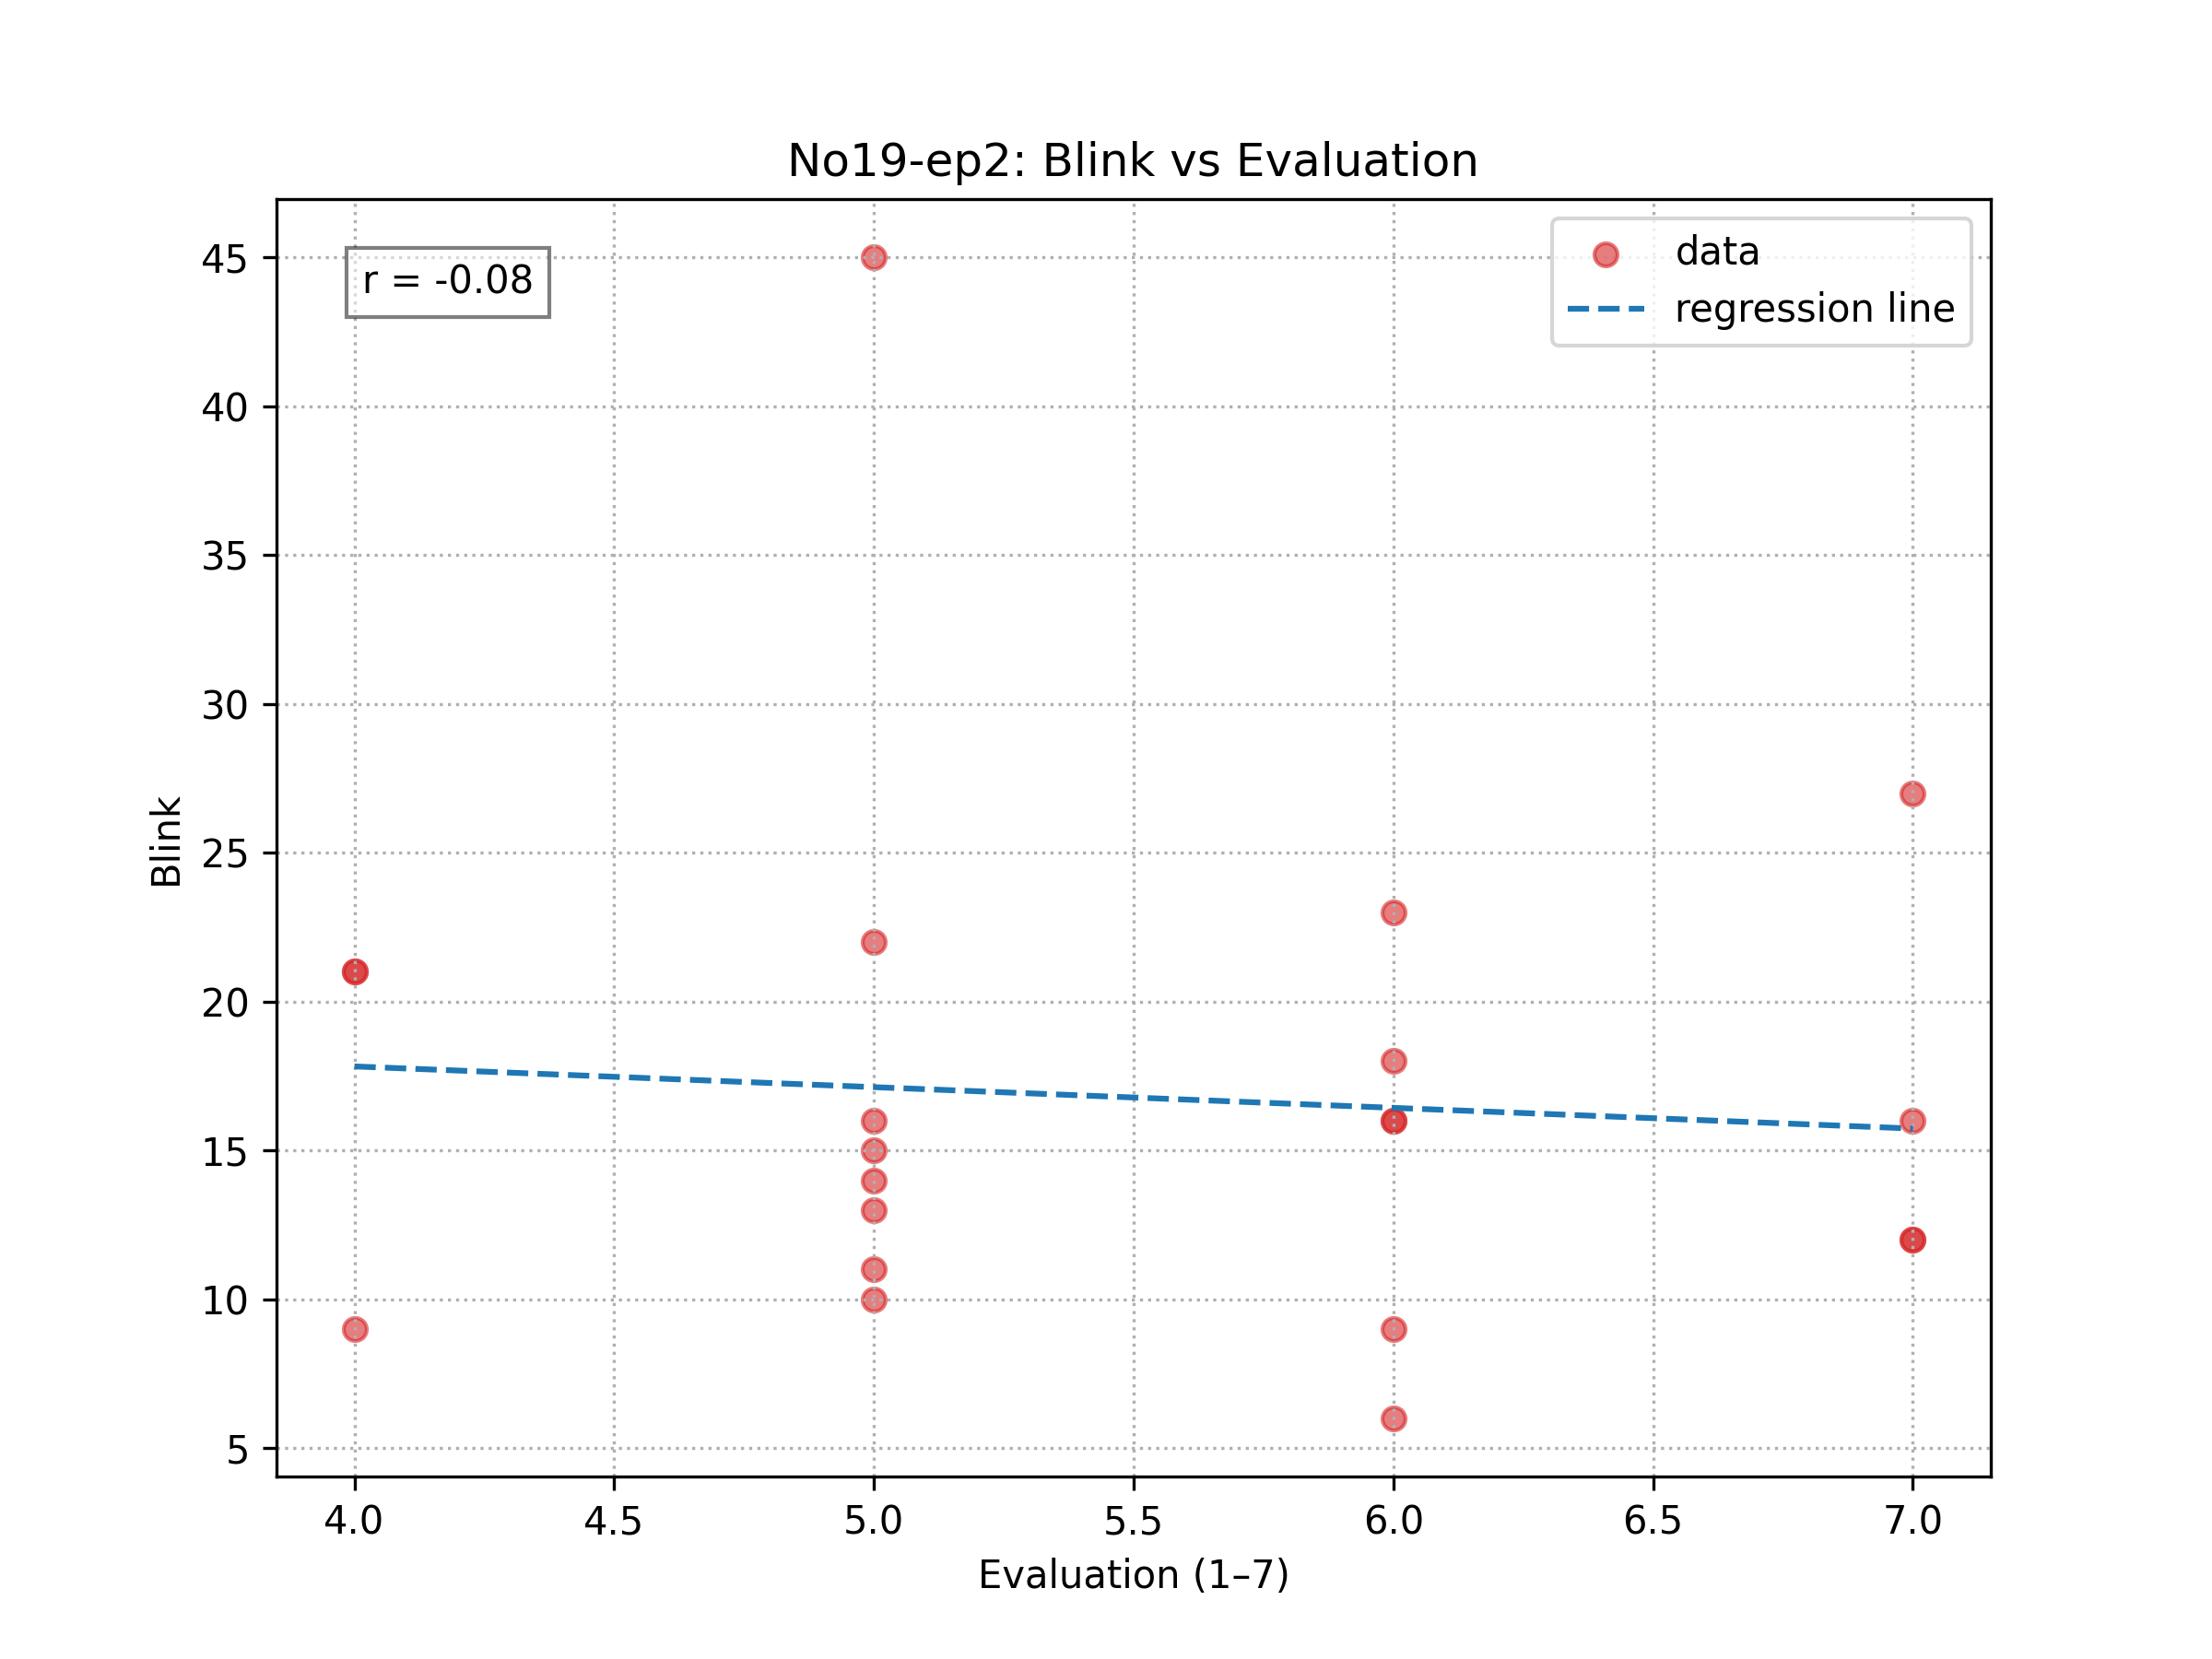 No19-ep2: Blink vs Evaluation
r = -0.08
data
regression line
45
40
35
30
25
20
15
10
5
Blink
4.0 4.5 5.0 5.5 6.0 6.5 7.0
Evaluation (1–7)